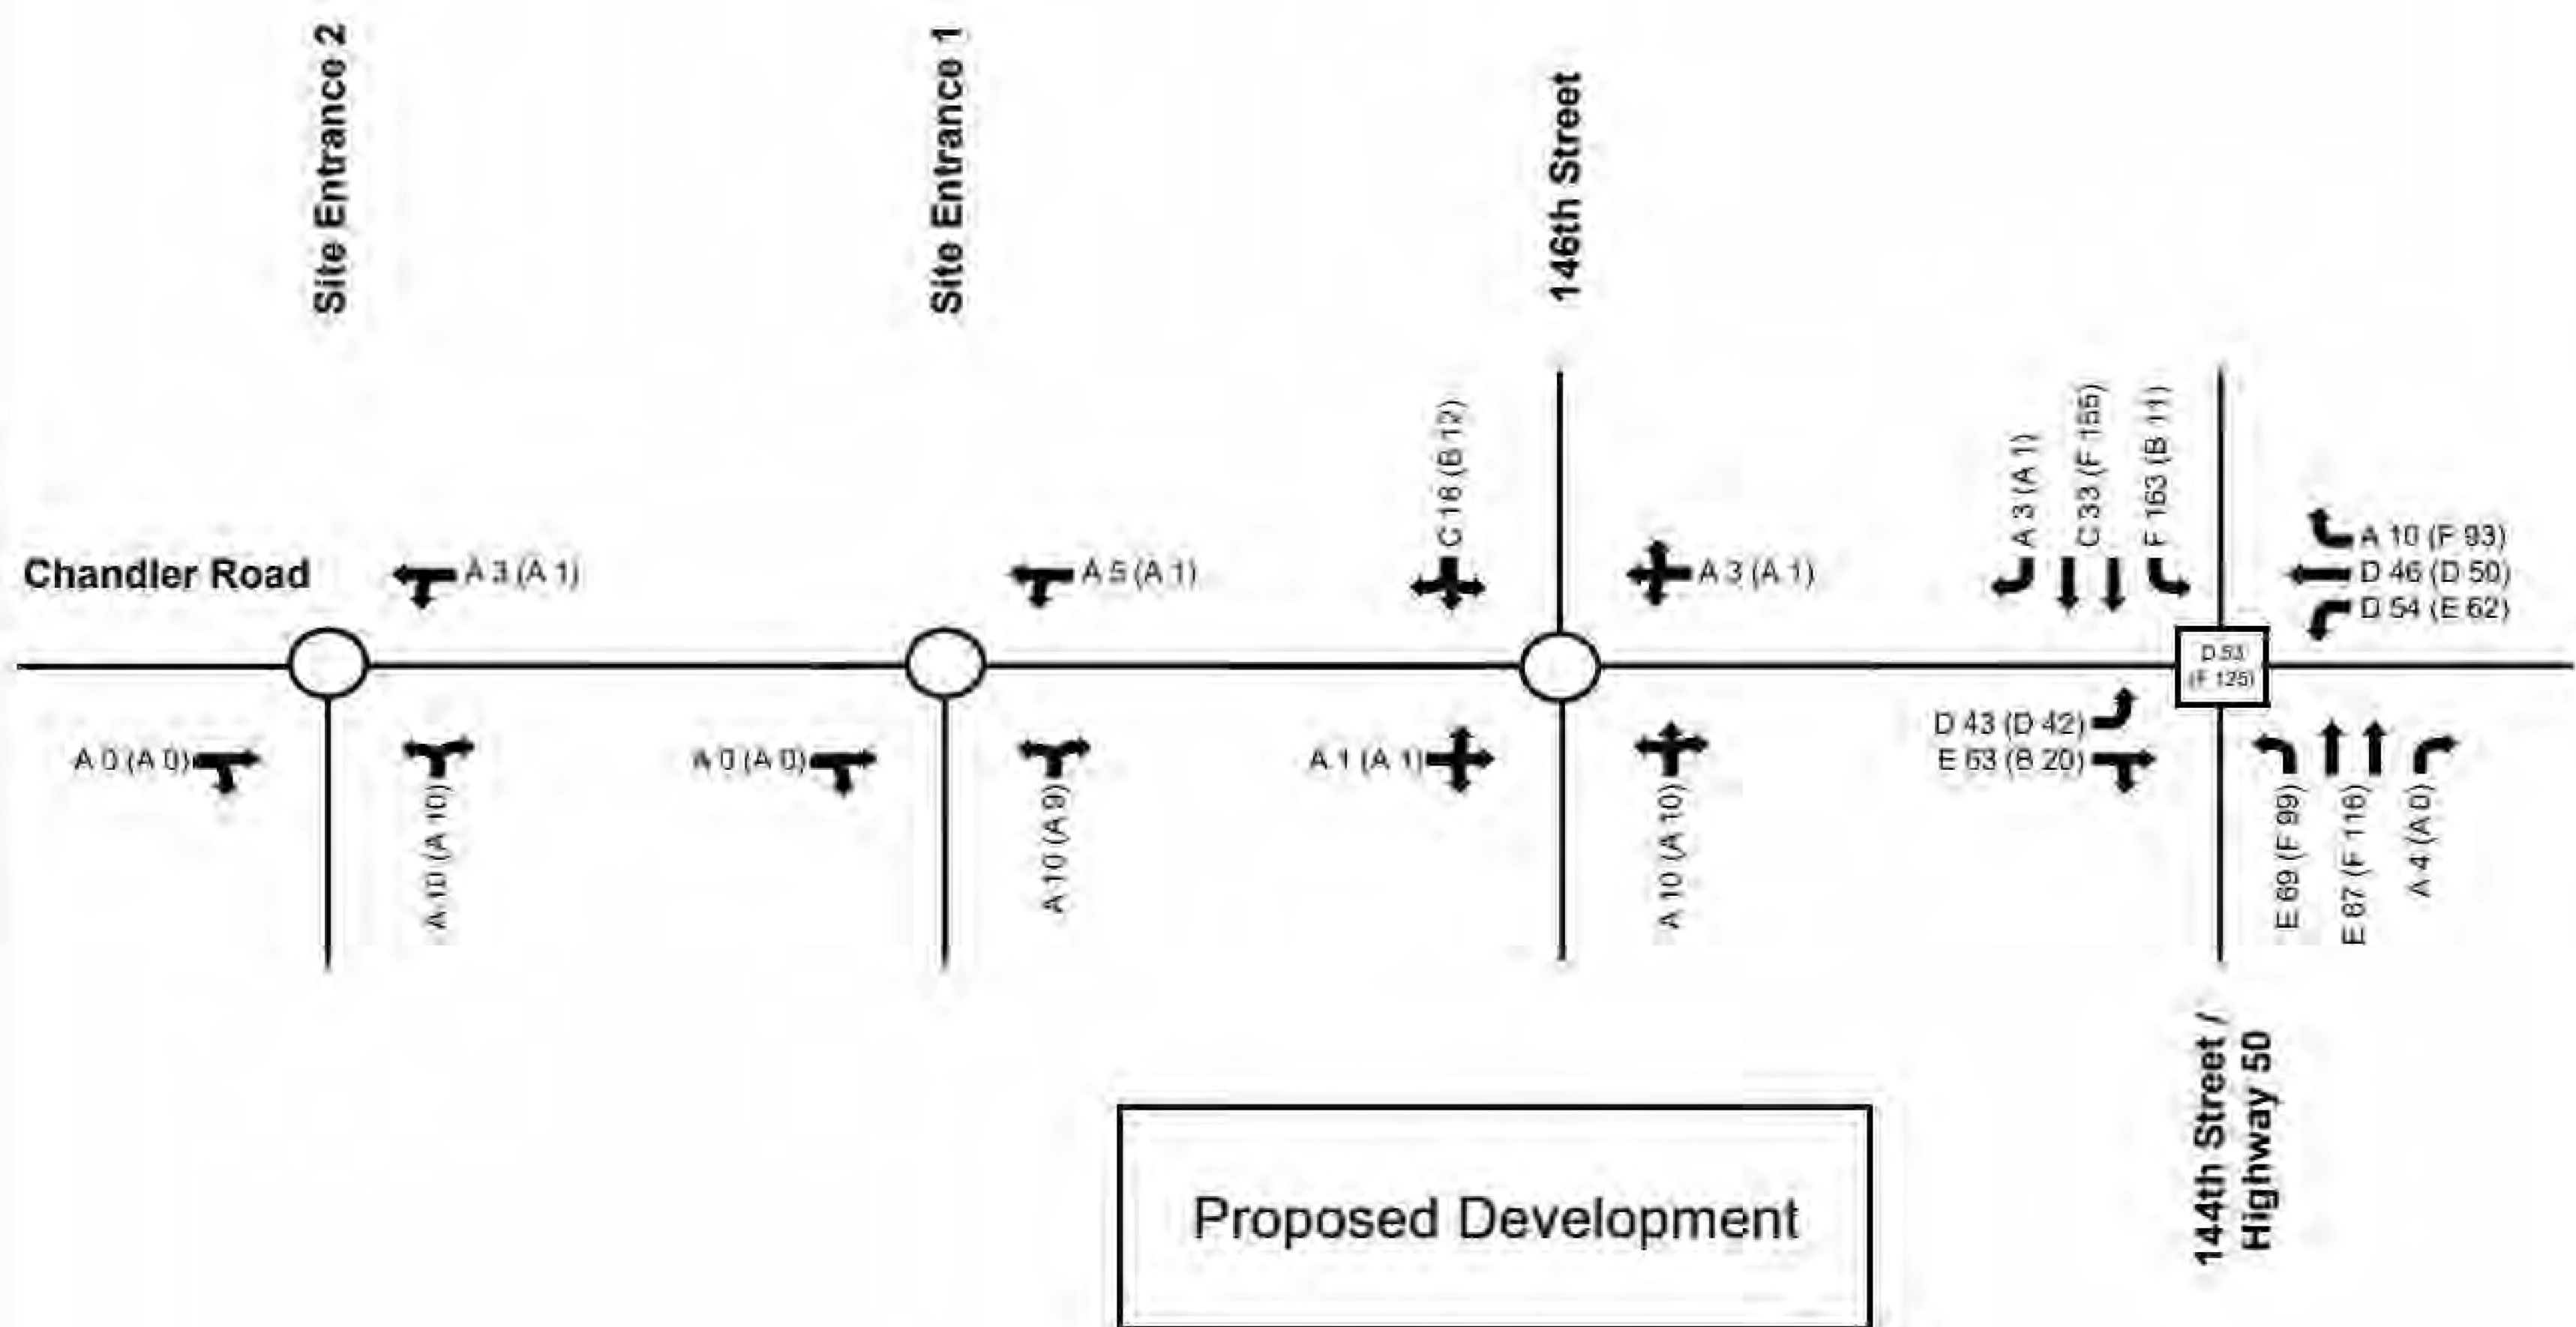 Site Entrance 2
Site Entrance 1
146th Street
C 16 (B 12)
A 3 (A 1)
C 33 (F 155)
F 163 (B 11)
Chandler Road
A 3 (A 1)
A 5 (A 1)
A 3 (A 1)
A 10 (F 93)
D 46 (D 50)
D 54 (E 62)
D 53
(F 125)
A 0 (A 0)
A 10 (A 10)
A 0 (A 0)
A 10 (A 9)
A 1 (A 1)
A 10 (A 10)
D 43 (D 42)
E 63 (B 20)
E 69 (F 99)
E 67 (F 116)
A 4 (A 0)
144th Street /
Highway 50
Proposed Development